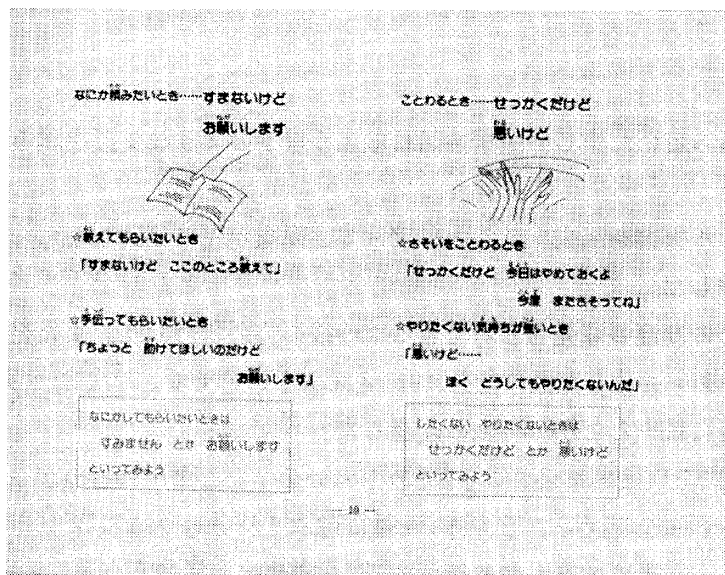 なにか頼みたいとき……すまないけど
お願いします
☆教えてもらいたいとき
「すまないけど ここのところ教えて」
☆手伝ってもらいたいとき
「ちょっと 助けてほしいのだけど
お願いします」
なにかしてもらいたいときは
すみません とか お願いします
といってみよう
ことわるとき……せっかくだけど
悪いけど
☆さそいをことわるとき
「せっかくだけど 今日はやめておくよ
今度 またさそってね」
☆やりたくない気持ちが強いとき
「悪いけど……
ぼく どうしてもやりたくないんだ」
したくない やりたくないときは
せっかくだけど とか 悪いけど
といってみよう
— 10 —